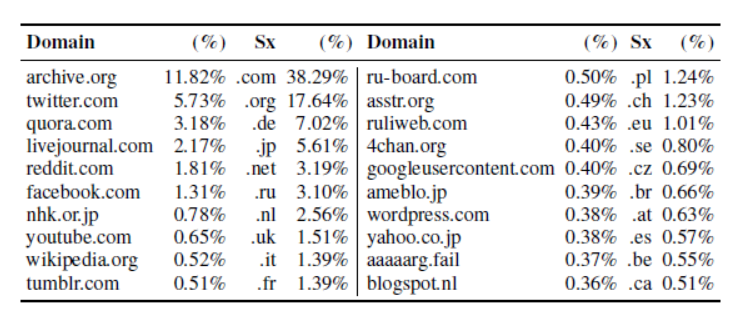 Domain (%) Sx (%) Domain (%) Sx (%)
archive.org 11.82% .com 38.29% ru-board.com 0.50% .pl 1.24%
twitter.com 5.73% .org 17.64% asstr.org 0.49% .ch 1.23%
quora.com 3.18% .de 7.02% ruliweb.com 0.43% .eu 1.01%
livejournal.com 2.17% .jp 5.61% 4chan.org 0.40% .se 0.80%
reddit.com 1.81% .net 3.19% googleusercontent.com 0.40% .cz 0.69%
facebook.com 1.31% .ru 3.10% ameblo.jp 0.39% .br 0.66%
nhk.or.jp 0.78% .nl 2.56% wordpress.com 0.38% .at 0.63%
youtube.com 0.65% .uk 1.51% yahoo.co.jp 0.38% .es 0.57%
wikipedia.org 0.52% .it 1.39% aaaaarg.fail 0.37% .be 0.55%
tumblr.com 0.51% .fr 1.39% blogspot.nl 0.36% .ca 0.51%